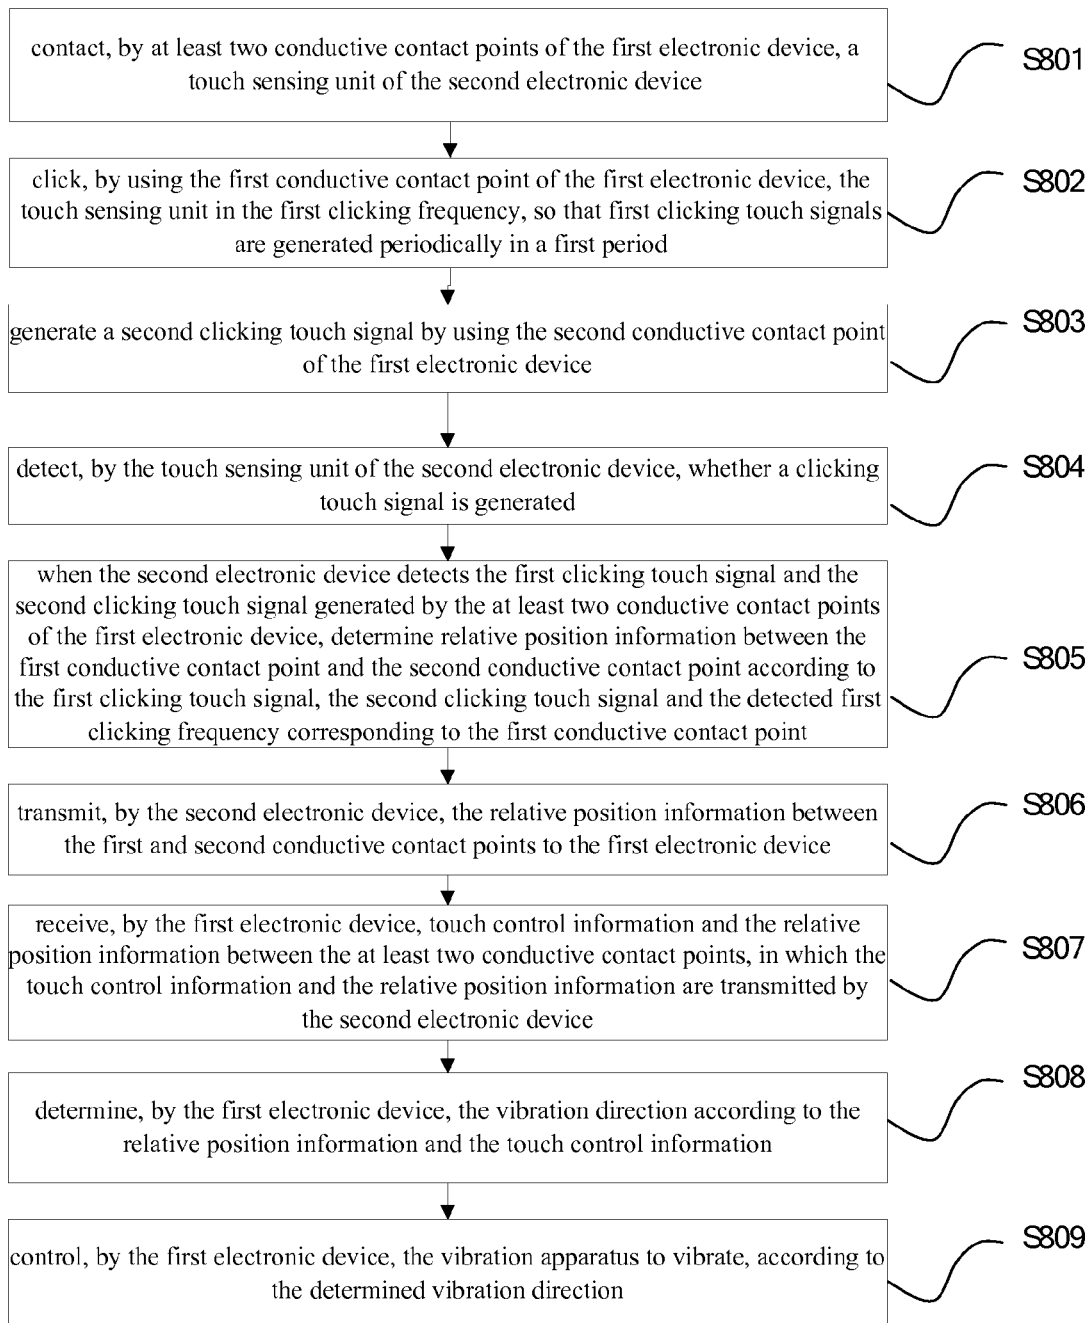 contact, by at least two conductive contact points of the first electronic device, a
touch sensing unit of the second electronic device
S801
click, by using the first conductive contact point of the first electronic device, the
touch sensing unit in the first clicking frequency, so that first clicking touch signals
are generated periodically in a first period
S802
generate a second clicking touch signal by using the second conductive contact point
of the first electronic device
S803
detect, by the touch sensing unit of the second electronic device, whether a clicking
touch signal is generated
S804
when the second electronic device detects the first clicking touch signal and the
second clicking touch signal generated by the at least two conductive contact points
of the first electronic device, determine relative position information between the
first conductive contact point and the second conductive contact point according to
the first clicking touch signal, the second clicking touch signal and the detected first
clicking frequency corresponding to the first conductive contact point
S805
transmit, by the second electronic device, the relative position information between
the first and second conductive contact points to the first electronic device
S806
receive, by the first electronic device, touch control information and the relative
position information between the at least two conductive contact points, in which the
touch control information and the relative position information are transmitted by
the second electronic device
S807
determine, by the first electronic device, the vibration direction according to the
relative position information and the touch control information
S808
control, by the first electronic device, the vibration apparatus to vibrate, according to
the determined vibration direction
S809